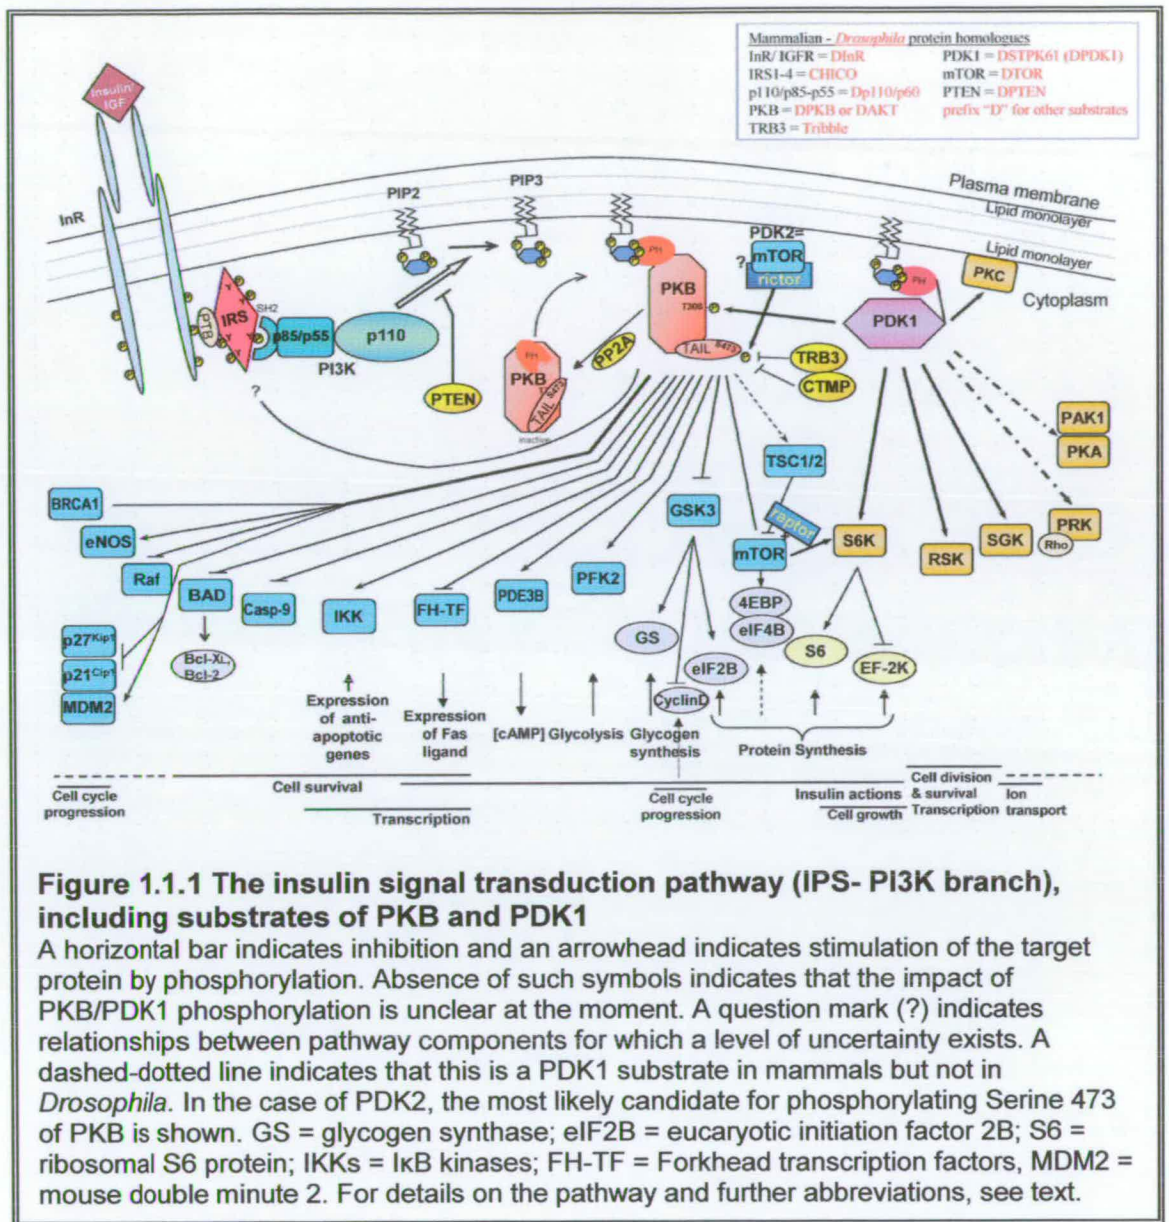 Mammalian - Drosophila protein homologues
InR/ IGFR = DInR
IRS1-4 = CHICO
p110/p85-p55 = Dp110/p60
PKB = DPKB or DAKT
TRB3 = Tribble
PDK1 = DSTPK61 (DPDK1)
mTOR = DTOR
PTEN = DPTEN
prefix "D" for other substrates
Insulin/
IGF
InR
PIP2
PIP3
Plasma membrane
Lipid monolayer
Lipid monolayer
Cytoplasm
PDK2=
?
mTOR
rictor
PH
PKB
T308
TAIL
S473
P
PH
PDK1
PKC
PTB
IRS
Y
SH2
p85/p55
p110
PI3K
PTEN
PH
PKB
TAIL
S473
inactive
PP2A
TRB3
CTMP
?
PAK1
PKA
TSC1/2
BRCA1
eNOS
Raf
BAD
Casp-9
IKK
FH-TF
PDE3B
PFK2
GSK3
raptor
mTOR
S6K
RSK
SGK
PRK
Rho
p27Kip1
p21Cip1
MDM2
Bcl-XL,
Bcl-2
4EBP
eIF4B
GS
eIF2B
CyclinD
S6
EF-2K
Expression
of anti-
apoptotic
genes
Expression
of Fas
ligand
[cAMP] Glycolysis Glycogen
synthesis
Protein Synthesis
Cell survival
Cell cycle
progression
Transcription
Cell cycle
progression
Insulin actions
Cell growth
Cell division
& survival
Transcription
Ion
transport
Figure 1.1.1 The insulin signal transduction pathway (IPS- PI3K branch),
including substrates of PKB and PDK1
A horizontal bar indicates inhibition and an arrowhead indicates stimulation of the target
protein by phosphorylation. Absence of such symbols indicates that the impact of
PKB/PDK1 phosphorylation is unclear at the moment. A question mark (?) indicates
relationships between pathway components for which a level of uncertainty exists. A
dashed-dotted line indicates that this is a PDK1 substrate in mammals but not in
Drosophila. In the case of PDK2, the most likely candidate for phosphorylating Serine 473
of PKB is shown. GS = glycogen synthase; eIF2B = eucaryotic initiation factor 2B; S6 =
ribosomal S6 protein; IKKs = IκB kinases; FH-TF = Forkhead transcription factors, MDM2 =
mouse double minute 2. For details on the pathway and further abbreviations, see text.